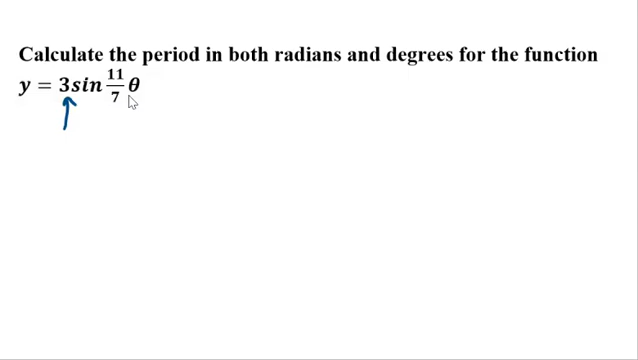 Calculate the period in both radians and degrees for the function
y = 3sin 11/7 θ